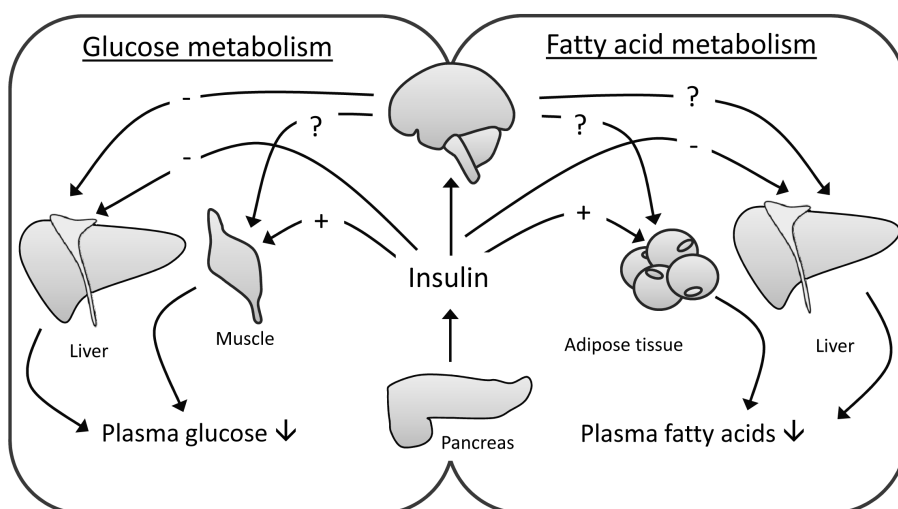 Glucose metabolism
Fatty acid metabolism
-
?
?
?
-
-
+
+
Insulin
Liver
Muscle
Adipose tissue
Liver
Plasma glucose ↓
Pancreas
Plasma fatty acids ↓